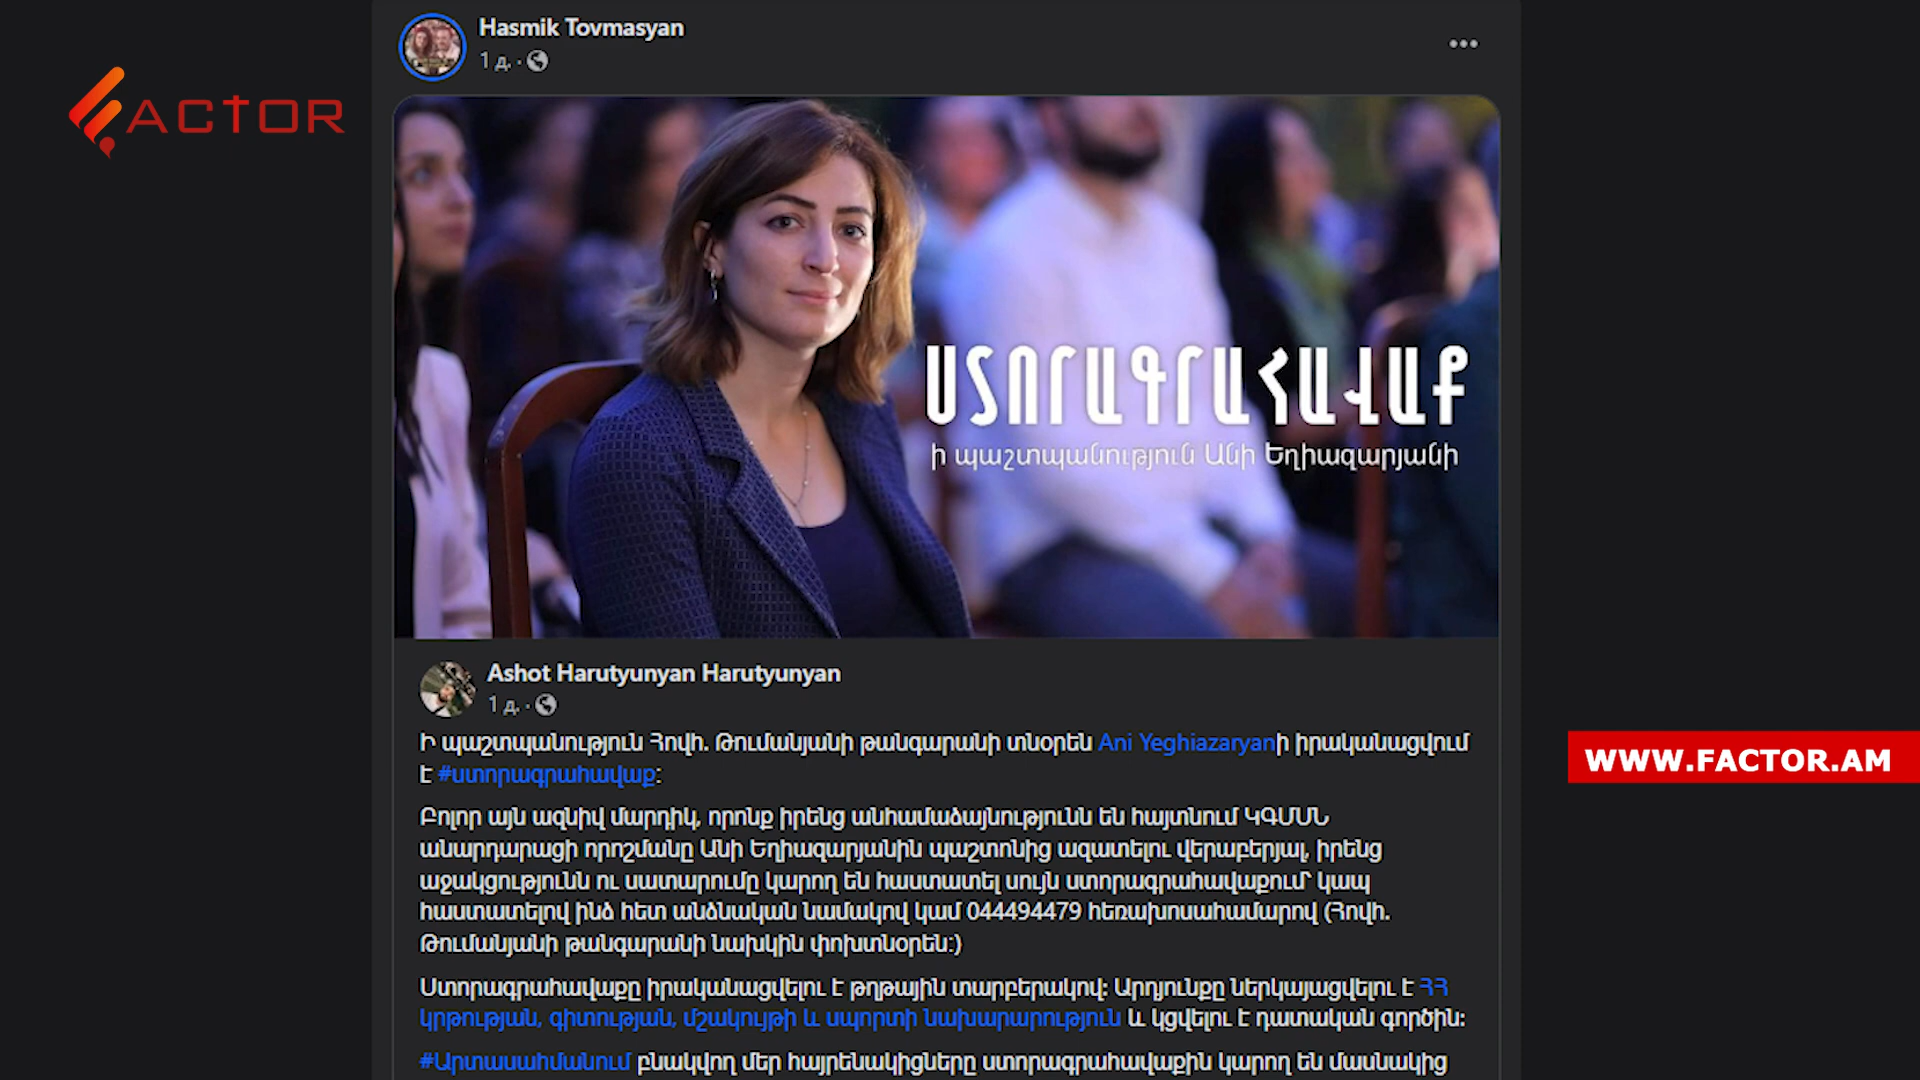 Hasmik Tovmasyan
1 д. ·
FACTOR
ՍՏՈՐԱԳՐԱՀԱՎԱՔ
ի պաշտպանություն Անի Եղիազարյանի
Ashot Harutyunyan Harutyunyan
1 д. ·
Ի պաշտպանություն Հովհ. Թումանյանի թանգարանի տնօրեն Ani Yeghiazaryanի իրականացվում
է #ստորագրահավաք:
Բոլոր այն ազնիվ մարդիկ, որոնք իրենց անհամաձայնությունն են հայտնում ԿԳՄՍՆ
անարդարացի որոշմանը Անի Եղիազարյանին պաշտոնից ազատելու վերաբերյալ, իրենց
աջակցությունն ու սատարումը կարող են հաստատել սույն ստորագրահավաքում՝ կապ
հաստատելով ինձ հետ անձնական նամակով կամ 044494479 հեռախոսահամարով (Հովհ.
Թումանյանի թանգարանի նախկին փոխտնօրեն:)
WWW.FACTOR.AM
Ստորագրահավաքը իրականացվելու է թղթային տարբերակով: Արդյունքը ներկայացվելու է ՀՀ
կրթության, գիտության, մշակույթի և սպորտի նախարարություն և կցվելու է դատական գործին:
#Արտասահմանում բնակվող մեր հայրենակիցները ստորագրահավաքին կարող են մասնակից